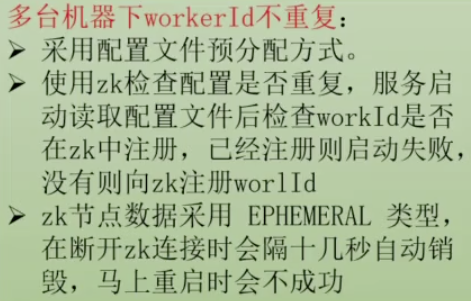 多台机器下workerId不重复：
➢ 采用配置文件预分配方式。
➢ 使用zk检查配置是否重复，服务启
动读取配置文件后检查workId是否
在zk中注册，已经注册则启动失败，
没有则向zk注册worlId
➢ zk节点数据采用 EPHEMERAL 类型，
在断开zk连接时会隔十几秒自动销
毁，马上重启时会不成功